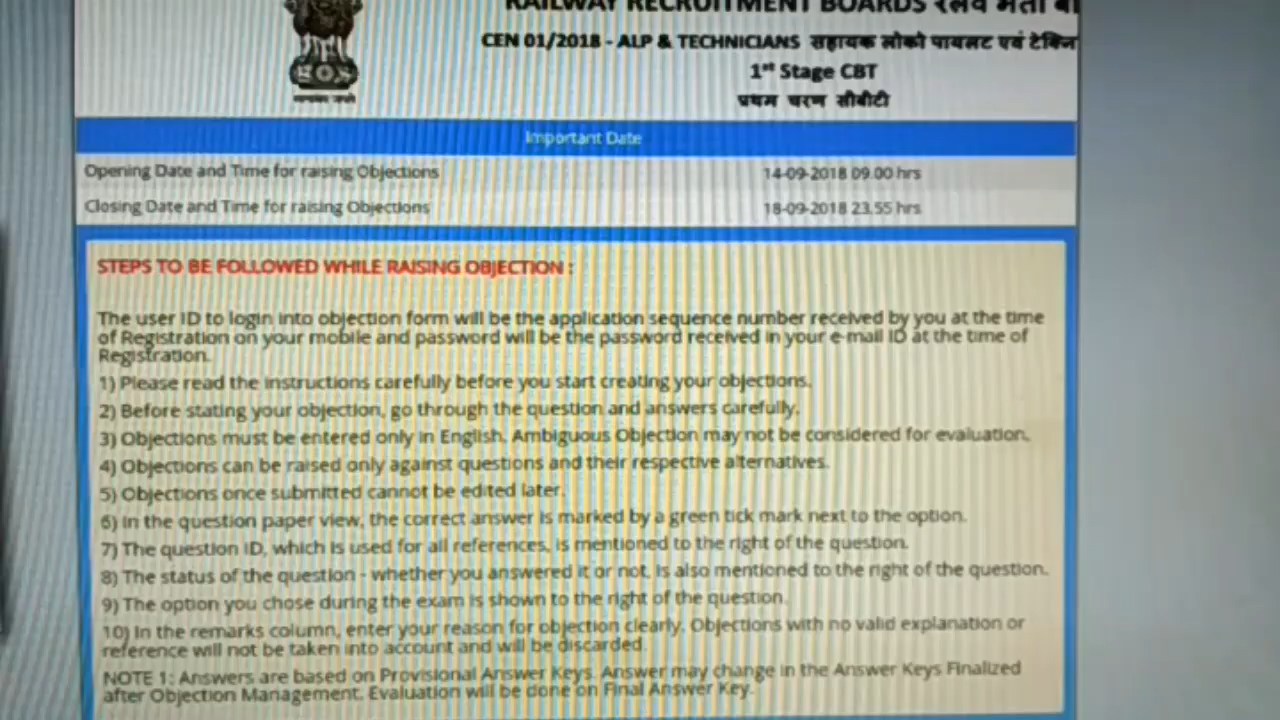 RAILWAY RECRUITMENT BOARDS रेलवे भर्ती
CEN 01/2018 - ALP & TECHNICIANS सहायक लोको पायलट एवं
1st Stage CBT
प्रथम चरण सीबीटी
Important Date
Opening Date and Time for raising Objections 14-09-2018 09.00 hrs
Closing Date and Time for raising Objections 18-09-2018 23.55 hrs
STEPS TO BE FOLLOWED WHILE RAISING OBJECTION :
The user ID to login into objection form will be the application sequence number received by you at the time
of Registration on your mobile and password will be the password received in your e-mail ID at the time of
Registration.
1) Please read the instructions carefully before you start creating your objections.
2) Before stating your objection, go through the question and answers carefully.
3) Objections must be entered only in English. Ambiguous Objection may not be considered for evaluation.
4) Objections can be raised only against questions and their respective alternatives.
5) Objections once submitted cannot be edited later.
6) In the question paper view, the correct answer is marked by a green tick mark next to the option.
7) The question ID, which is used for all references, is mentioned to the right of the question.
8) The status of the question - whether you answered it or not, is also mentioned to the right of the question.
9) The option you chose during the exam is shown to the right of the question.
10) In the remarks column, enter your reason for objection clearly. Objections with no valid explanation or
reference will not be taken into account and will be discarded.
NOTE 1: Answers are based on Provisional Answer Keys. Answer may change in the Answer Keys Finalized
after Objection Management. Evaluation will be done on Final Answer Key.